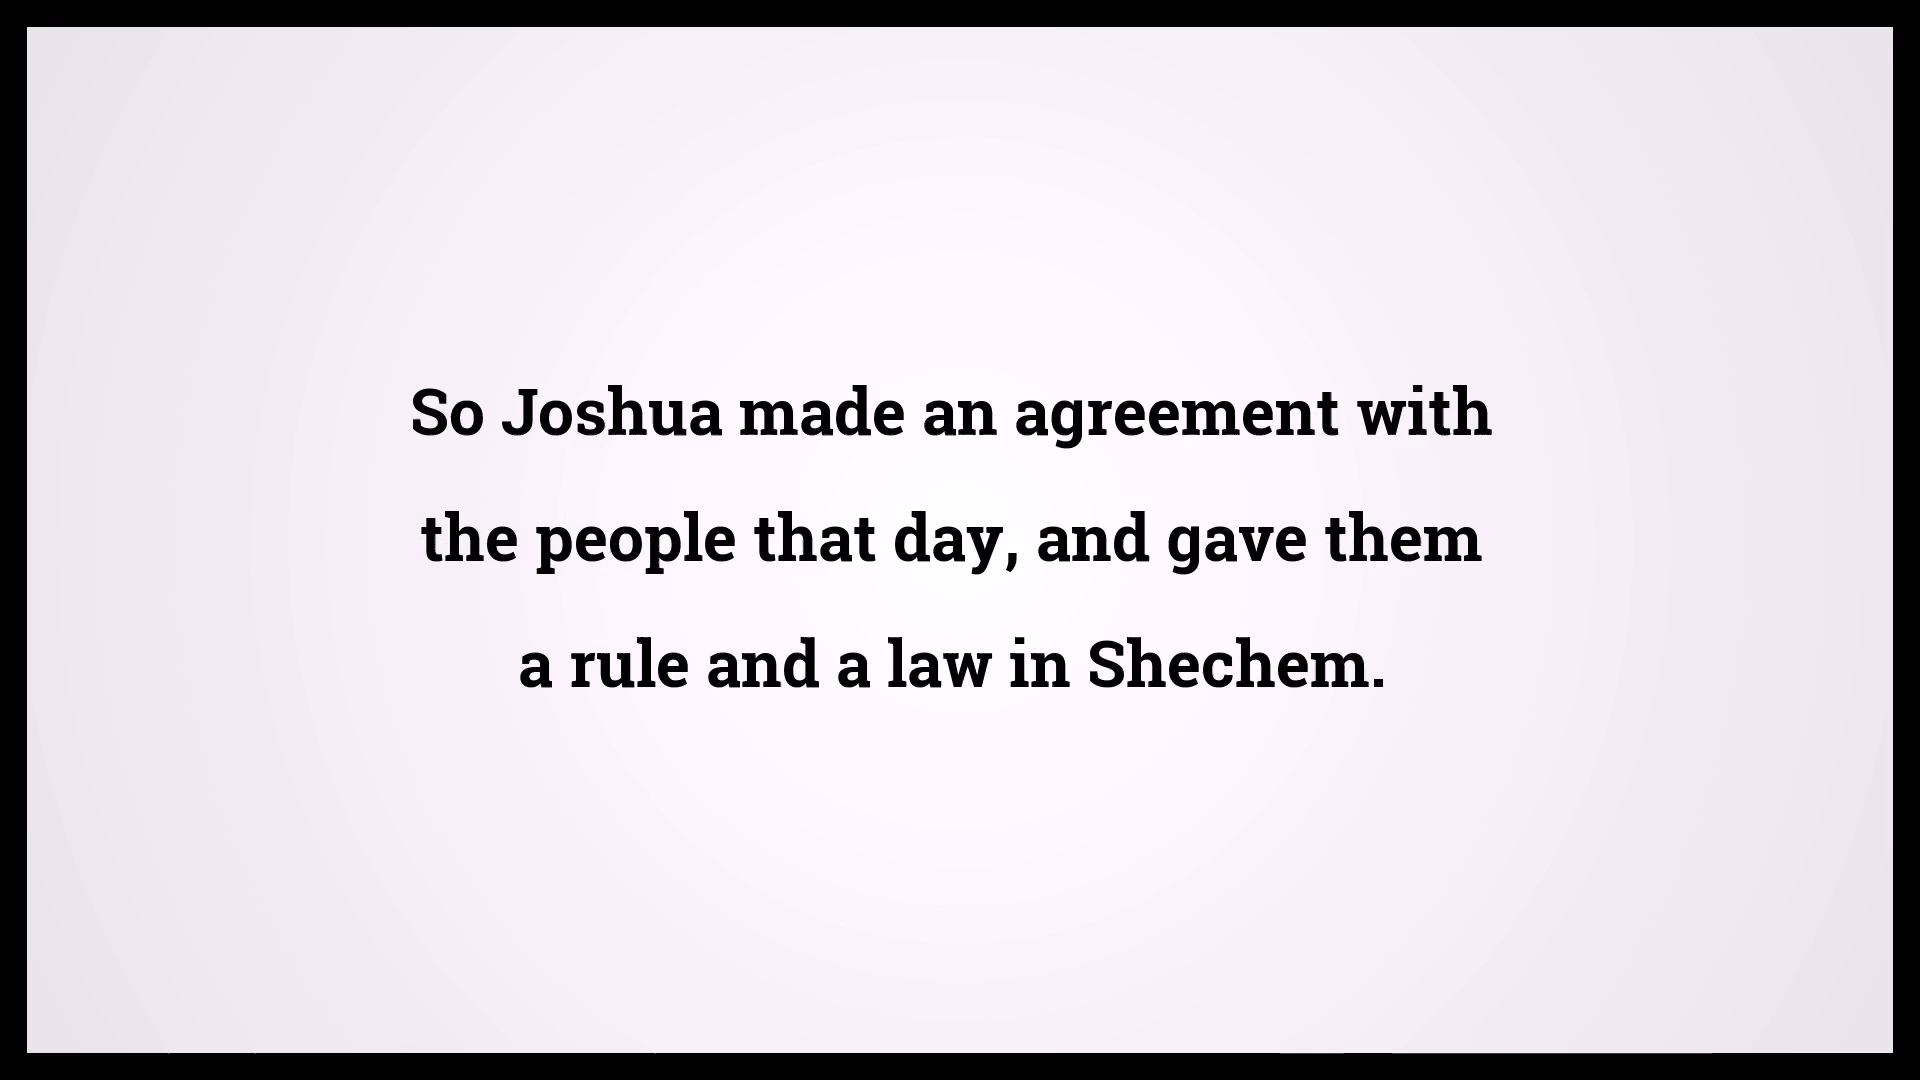 So Joshua made an agreement with
the people that day, and gave them
a rule and a law in Shechem.